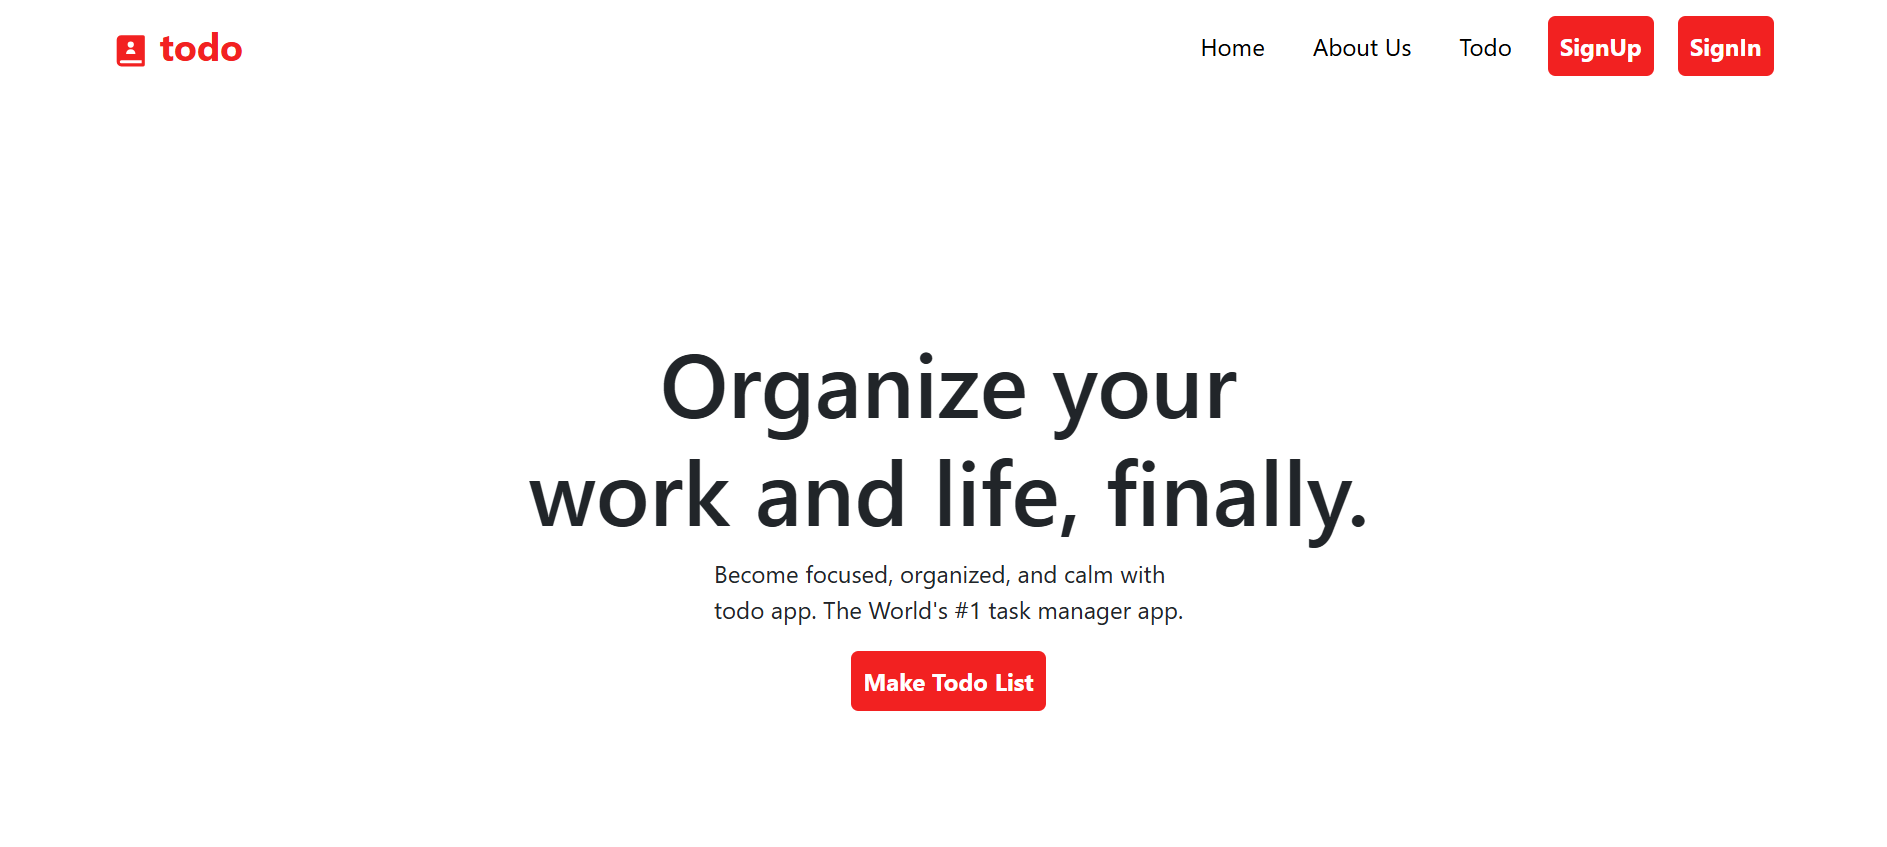 todo
Home About Us Todo SignUp SignIn
Organize your
work and life, finally.
Become focused, organized, and calm with
todo app. The World's #1 task manager app.
Make Todo List